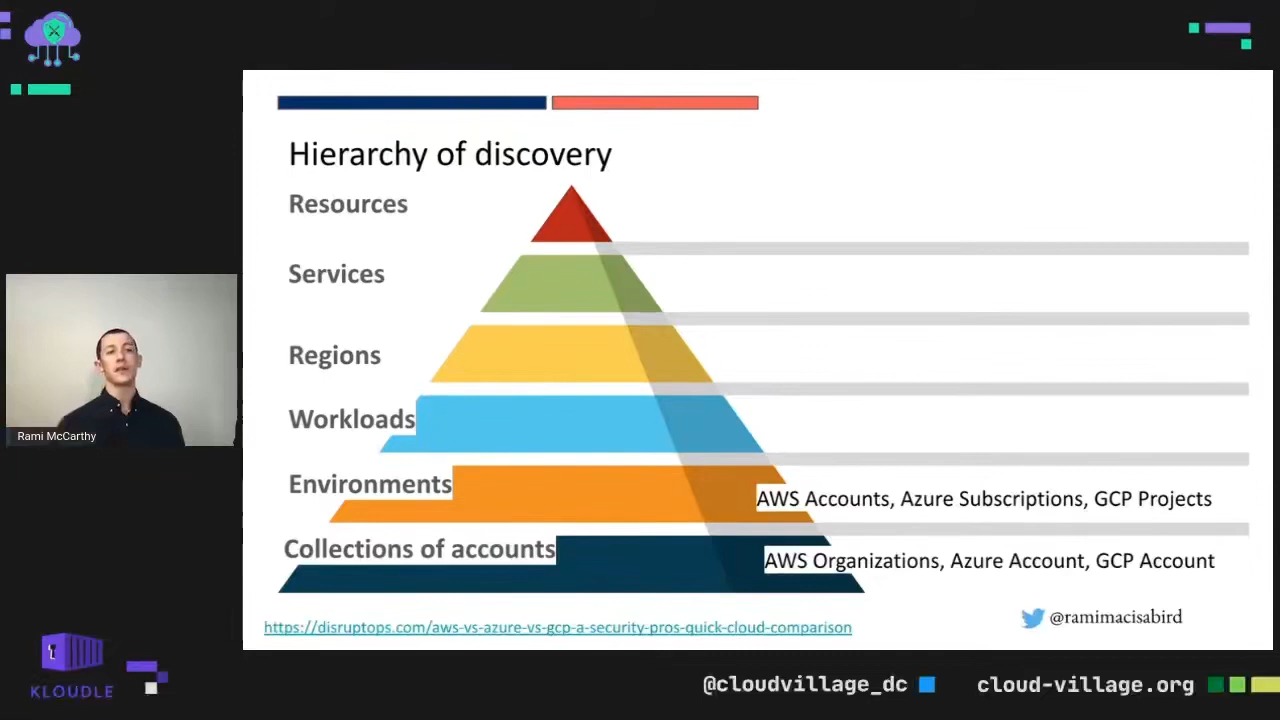 Hierarchy of discovery
Resources
Services
Regions
Workloads
Environments
AWS Accounts, Azure Subscriptions, GCP Projects
Collections of accounts
AWS Organizations, Azure Account, GCP Account
https://disruptops.com/aws-vs-azure-vs-gcp-a-security-pros-quick-cloud-comparison
@ramimacisabird
Rami McCarthy
KLOUDLE
@cloudvillage_dc
cloud-village.org